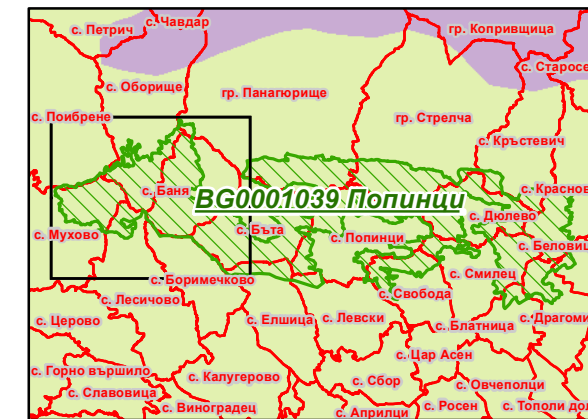 с. Петрич
с. Чавдар
гр. Копривщица
с. Старосе
с. Оборище
гр. Панагюрище
с. Поибрене
гр. Стрелча
с. Кръстевич
с. Баня
с. Краснов
BG0001039 Попинци
с. Дюлево
с. Мухово
с. Бъта
с. Попинци
с. Беловиц
с. Смилец
с. Боримечково
с. Свобода
с. Лесичово
с. Церово
с. Елшица
с. Левски
с. Блатница
с. Драгоми
с. Цар Асен
с. Горно вършило
с. Калугерово
с. Сбор
с. Овчеполци
с. Славовица
с. Виноградец
с. Априлци
с. Росен
с. Тополи до